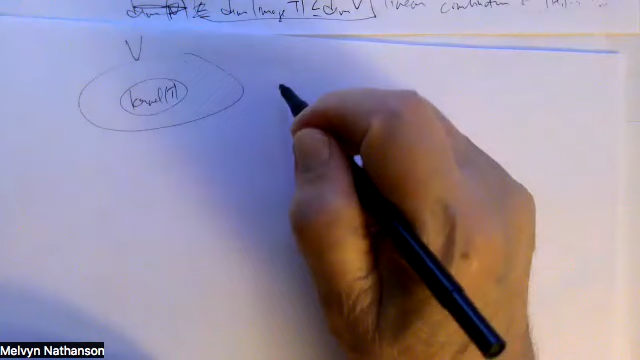 dim(Image T) ≤ dim V linear combination
V
kernel(T)
Melvyn Nathanson